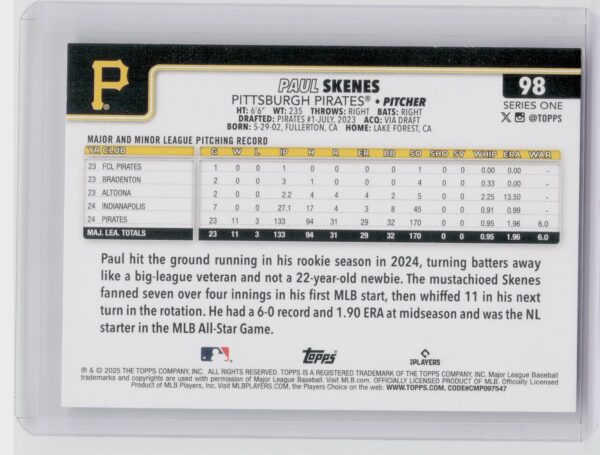 P
PAUL SKENES
98
PITTSBURGH PIRATES® • PITCHER
SERIES ONE
HT: 6'6" WT: 235 THROWS: RIGHT BATS: RIGHT
@TOPPS
DRAFTED: PIRATES #1-JULY, 2023 ACQ: VIA DRAFT
BORN: 5-29-02, FULLERTON, CA HOME: LAKE FOREST, CA
MAJOR AND MINOR LEAGUE PITCHING RECORD
YR CLUB G W L IP H R ER BB SO SHO SV WHIP ERA WAR
23 FCL PIRATES 1 0 0 1 0 0 0 0 1 0 0 0.00 0.00 -
23 BRADENTON 2 0 0 3 1 0 0 0 4 0 0 0.33 0.00 -
23 ALTOONA 2 0 0 2.2 4 4 4 2 5 0 0 2.25 13.50 -
24 INDIANAPOLIS 7 0 0 27.1 17 4 3 8 45 0 0 0.91 0.99 -
24 PIRATES 23 11 3 133 94 31 29 32 170 0 0 0.95 1.96 6.0
MAJ. LEA. TOTALS 23 11 3 133 94 31 29 32 170 0 0 0.95 1.96 6.0
Paul hit the ground running in his rookie season in 2024, turning batters away
like a big-league veteran and not a 22-year-old newbie. The mustachioed Skenes
fanned seven over four innings in his first MLB start, then whiffed 11 in his next
turn in the rotation. He had a 6-0 record and 1.90 ERA at midseason and was the NL
starter in the MLB All-Star Game.
Topps
PLAYERS
® & © 2025 THE TOPPS COMPANY, INC. ALL RIGHTS RESERVED. TOPPS IS A REGISTERED TRADEMARK OF THE TOPPS COMPANY, INC. Major League Baseball
trademarks and copyrights are used with permission of Major League Baseball. Visit MLB.com. OFFICIALLY LICENSED PRODUCT OF MLB. Officially Licensed
Product of MLB Players, Inc. Visit MLBPLAYERS.com, the Players Choice on the web. WWW.TOPPS.COM. CODE#CMP097547